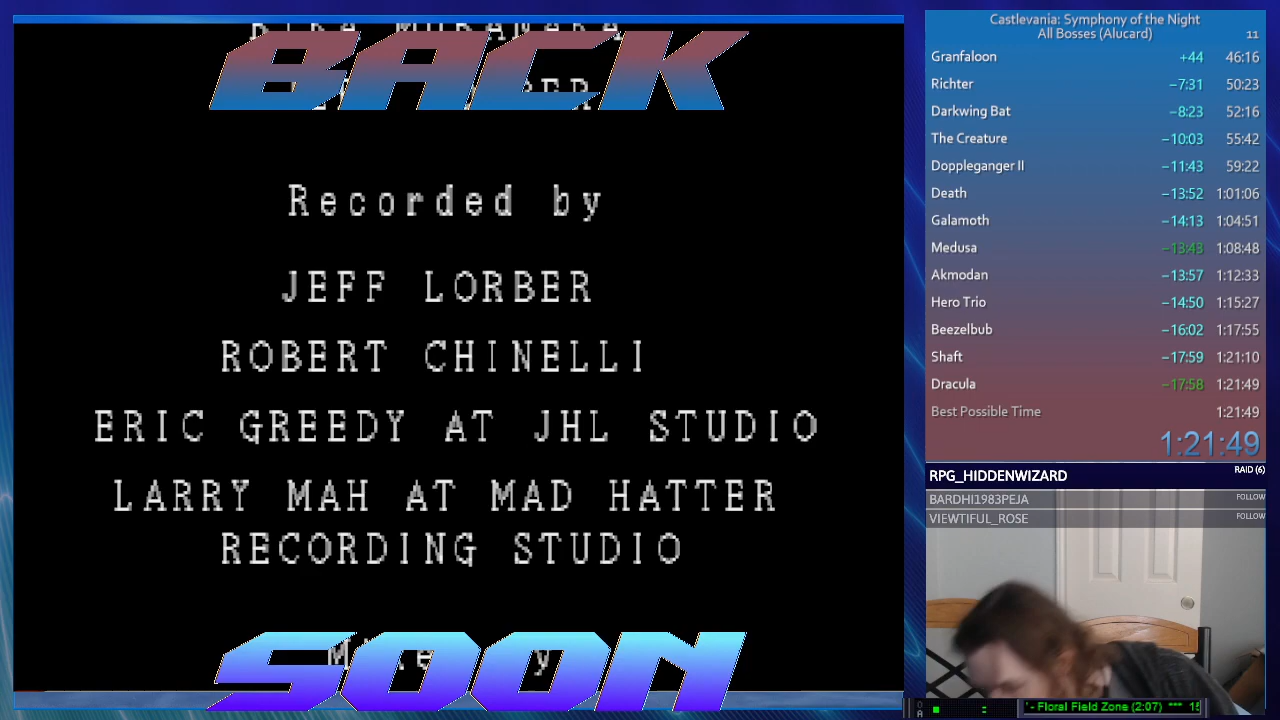 BACK
Recorded by
JEFF LORBER
ROBERT CHINELLI
ERIC GREEDY AT JHL STUDIO
LARRY MAH AT MAD HATTER
RECORDING STUDIO
SOON
Castlevania: Symphony of the Night
All Bosses (Alucard)
11
Granfaloon +44 46:16
Richter −7:31 50:23
Darkwing Bat −8:23 52:16
The Creature −10:03 55:42
Doppleganger II −11:43 59:22
Death −13:52 1:01:06
Galamoth −14:13 1:04:51
Medusa −13:43 1:08:48
Akmodan −13:57 1:12:33
Hero Trio −14:50 1:15:27
Beezelbub −16:02 1:17:55
Shaft −17:59 1:21:10
Dracula −17:58 1:21:49
Best Possible Time 1:21:49
1:21:49
RPG_HIDDENWIZARD RAID (6)
BARDHI1983PEJA FOLLOW
VIEWTIFUL_ROSE FOLLOW
' - Floral Field Zone (2:07) ***